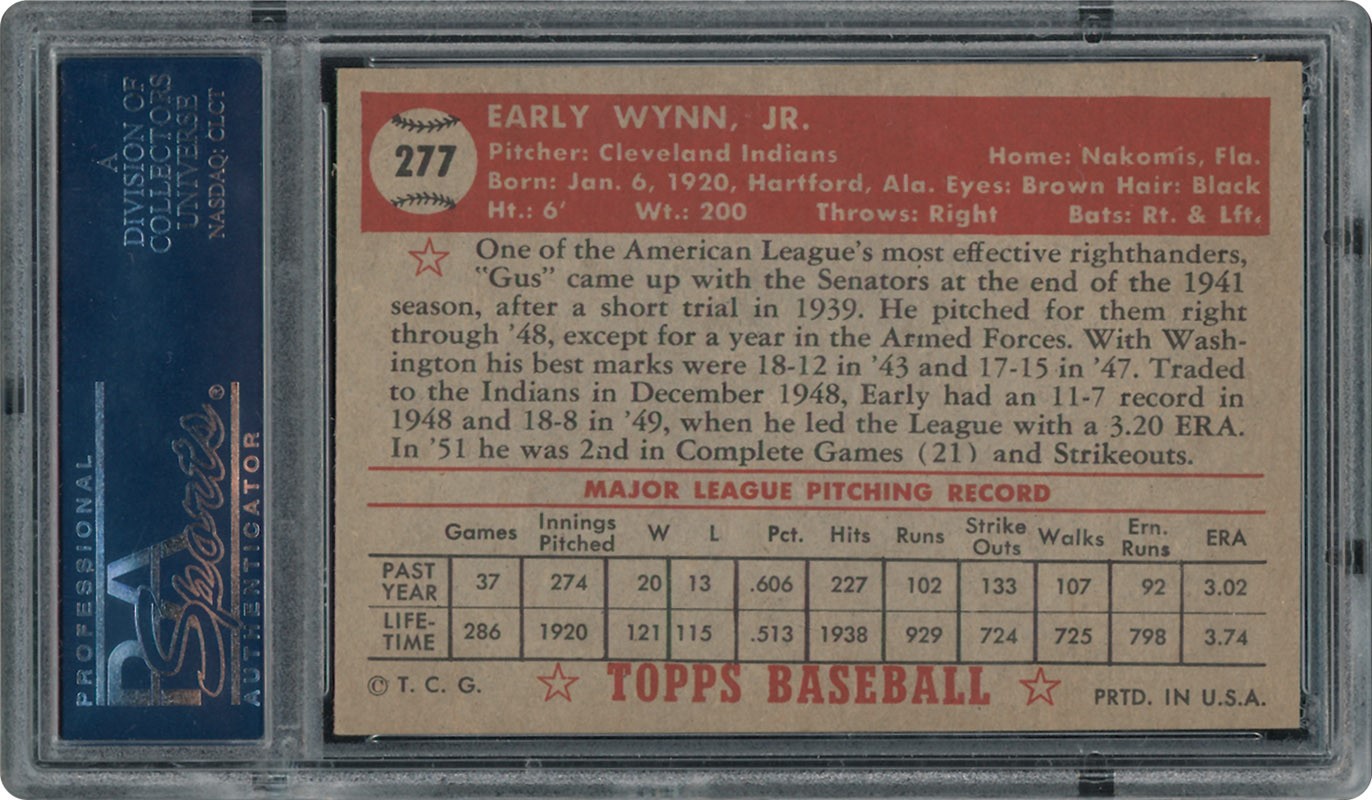 A
DIVISION OF
COLLECTORS
UNIVERSE
NASDAQ: CLCT
PROFESSIONAL
PSA
Sports®
AUTHENTICATOR
277
EARLY WYNN, JR.
Pitcher: Cleveland Indians Home: Nakomis, Fla.
Born: Jan. 6, 1920, Hartford, Ala. Eyes: Brown Hair: Black
Ht.: 6' Wt.: 200 Throws: Right Bats: Rt. & Lft.
One of the American League's most effective righthanders,
"Gus" came up with the Senators at the end of the 1941
season, after a short trial in 1939. He pitched for them right
through '48, except for a year in the Armed Forces. With Wash-
ington his best marks were 18-12 in '43 and 17-15 in '47. Traded
to the Indians in December 1948, Early had an 11-7 record in
1948 and 18-8 in '49, when he led the League with a 3.20 ERA.
In '51 he was 2nd in Complete Games (21) and Strikeouts.
MAJOR LEAGUE PITCHING RECORD
Games Innings Pitched W L Pct. Hits Runs Strike Outs Walks Ern. Runs ERA
PAST YEAR 37 274 20 13 .606 227 102 133 107 92 3.02
LIFE-TIME 286 1920 121 115 .513 1938 929 724 725 798 3.74
© T. C. G. TOPPS BASEBALL PRTD. IN U.S.A.